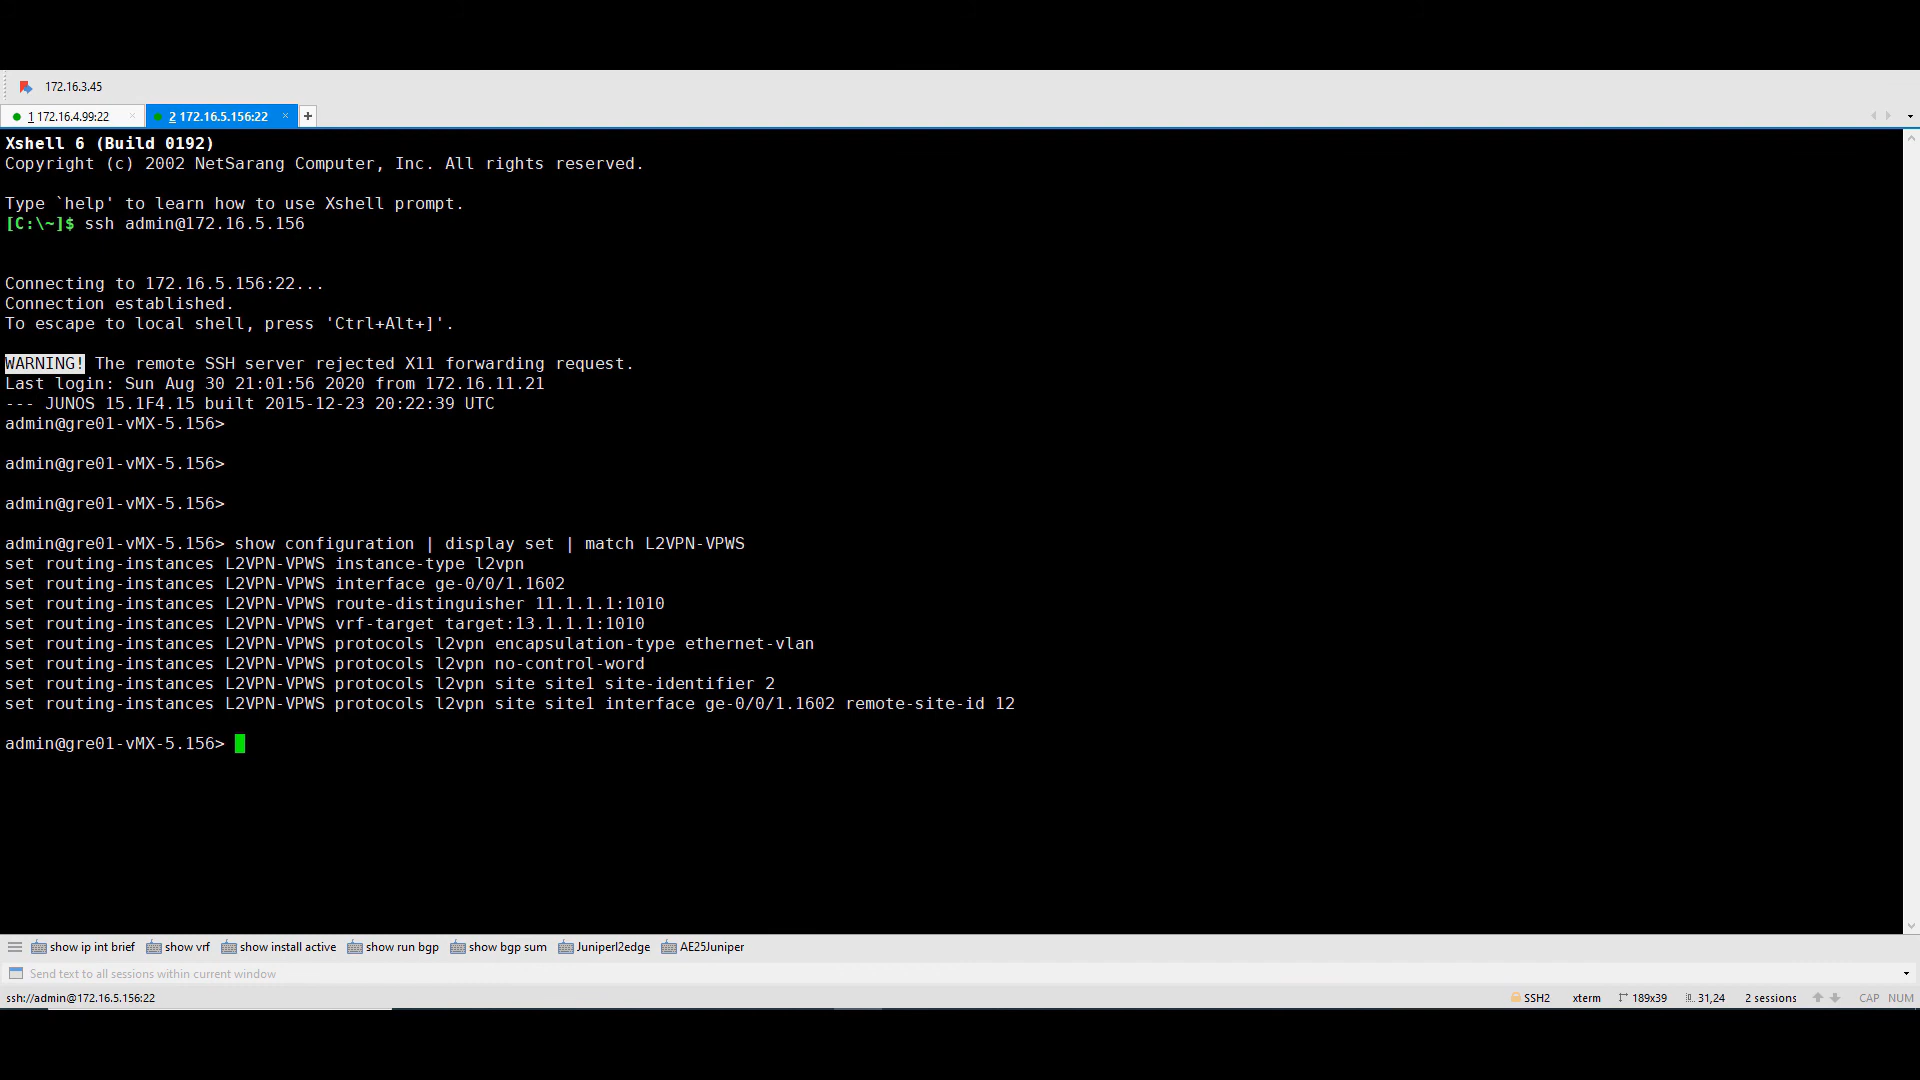 172.16.3.45
1 172.16.4.99:22 × 2 172.16.5.156:22 × +
Xshell 6 (Build 0192)
Copyright (c) 2002 NetSarang Computer, Inc. All rights reserved.
Type `help' to learn how to use Xshell prompt.
[C:\~]$ ssh admin@172.16.5.156
Connecting to 172.16.5.156:22...
Connection established.
To escape to local shell, press 'Ctrl+Alt+]'.
WARNING! The remote SSH server rejected X11 forwarding request.
Last login: Sun Aug 30 21:01:56 2020 from 172.16.11.21
--- JUNOS 15.1F4.15 built 2015-12-23 20:22:39 UTC
admin@gre01-vMX-5.156>
admin@gre01-vMX-5.156>
admin@gre01-vMX-5.156>
admin@gre01-vMX-5.156> show configuration | display set | match L2VPN-VPWS
set routing-instances L2VPN-VPWS instance-type l2vpn
set routing-instances L2VPN-VPWS interface ge-0/0/1.1602
set routing-instances L2VPN-VPWS route-distinguisher 11.1.1.1:1010
set routing-instances L2VPN-VPWS vrf-target target:13.1.1.1:1010
set routing-instances L2VPN-VPWS protocols l2vpn encapsulation-type ethernet-vlan
set routing-instances L2VPN-VPWS protocols l2vpn no-control-word
set routing-instances L2VPN-VPWS protocols l2vpn site site1 site-identifier 2
set routing-instances L2VPN-VPWS protocols l2vpn site site1 interface ge-0/0/1.1602 remote-site-id 12
admin@gre01-vMX-5.156>
show ip int brief show vrf show install active show run bgp show bgp sum Juniperl2edge AE25Juniper
Send text to all sessions within current window
ssh://admin@172.16.5.156:22 SSH2 xterm 189x39 31,24 2 sessions CAP NUM